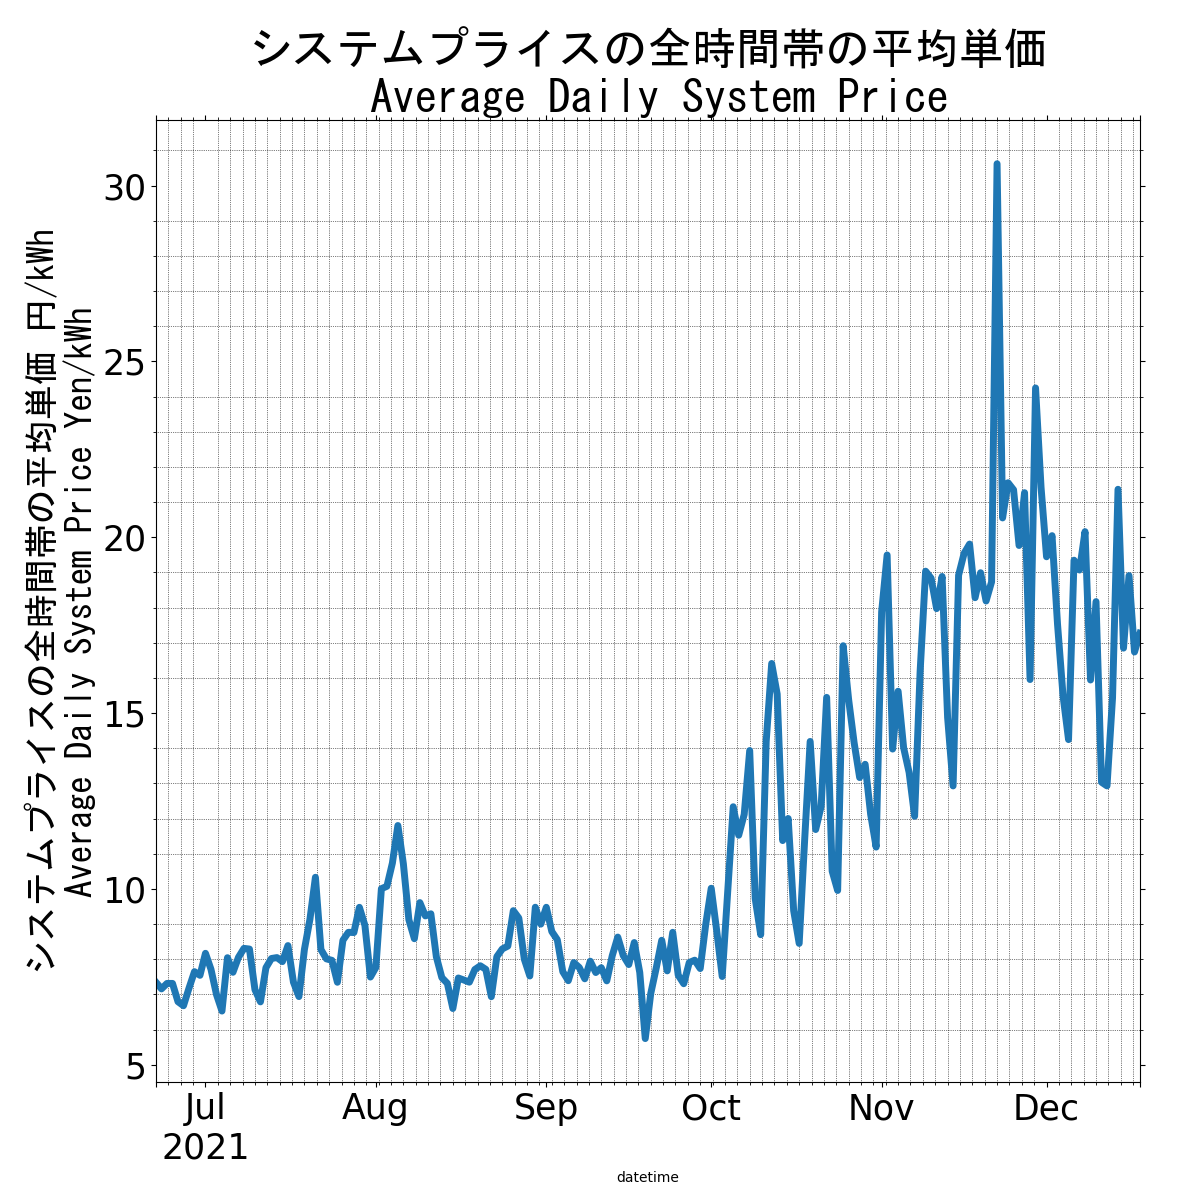 システムプライスの全時間帯の平均単価
Average Daily System Price
システムプライスの全時間帯の平均単価 円/kWh
Average Daily System Price Yen/kWh
30
25
20
15
10
5
Jul
Aug
Sep
Oct
Nov
Dec
2021
datetime